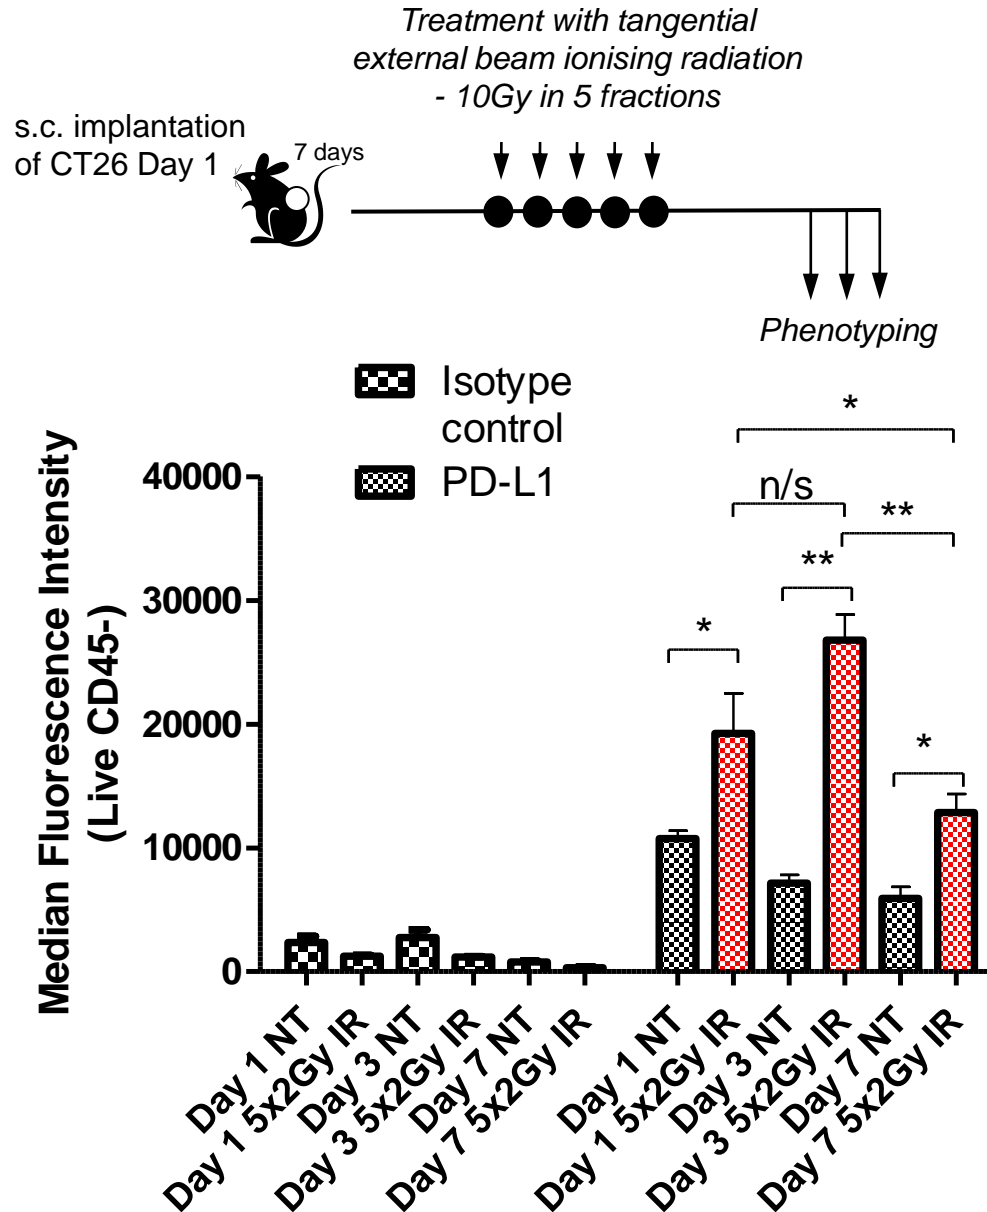 Treatment with tangential
external beam ionising radiation
- 10Gy in 5 fractions
s.c. implantation
of CT26 Day 1
7 days
Phenotyping
Isotype
control
PD-L1
*
n/s
**
**
*
*
Median Fluorescence Intensity
(Live CD45-)
40000
30000
20000
10000
0
Day 1 NT
Day 1 5x2Gy IR
Day 3 NT
Day 3 5x2Gy IR
Day 7 NT
Day 7 5x2Gy IR
Day 1 NT
Day 1 5x2Gy IR
Day 3 NT
Day 3 5x2Gy IR
Day 7 NT
Day 7 5x2Gy IR